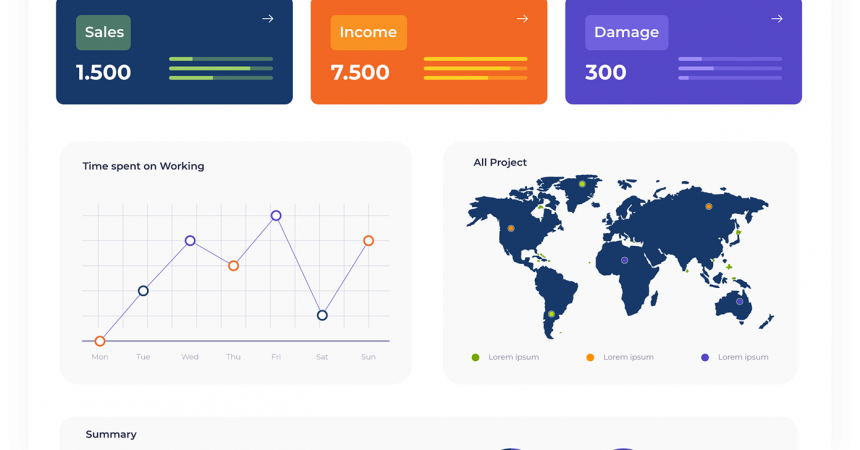 Sales
1.500
Income
7.500
Damage
300
Time spent on Working
Mon Tue Wed Thu Fri Sat Sun
All Project
Lorem ipsum Lorem ipsum Lorem ipsum
Summary